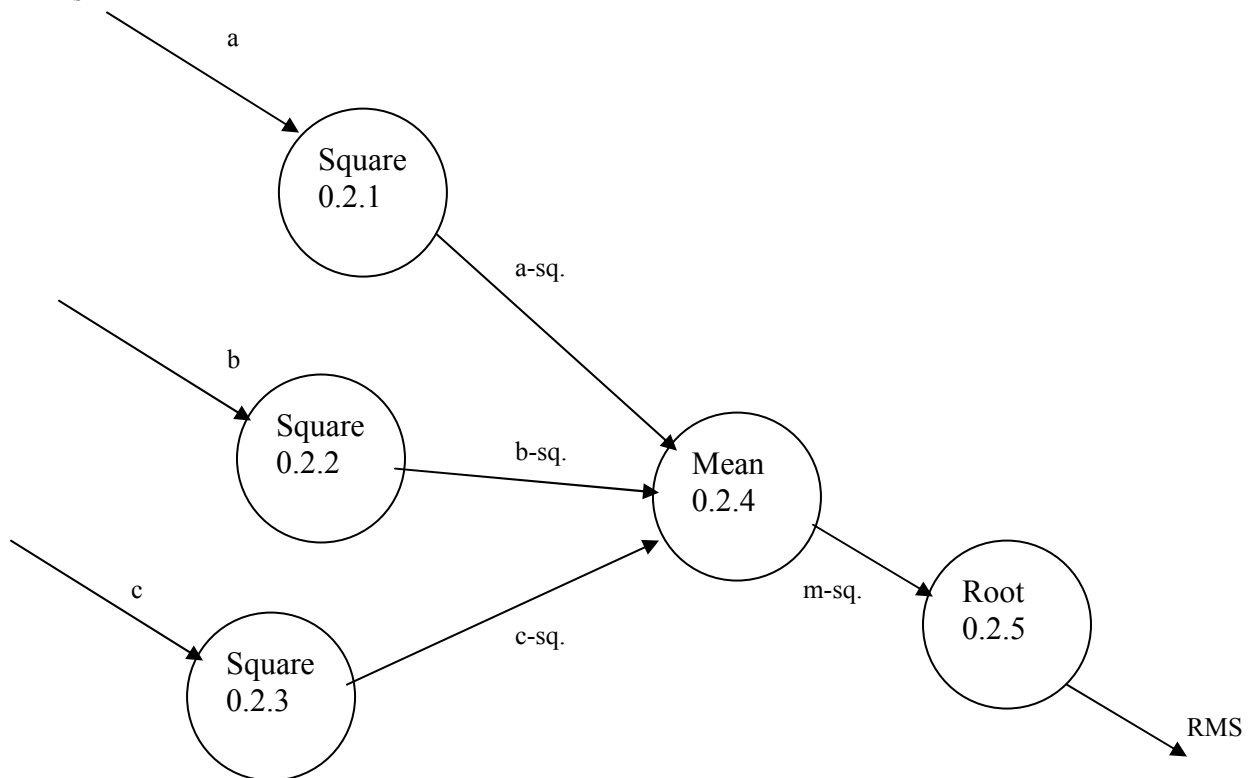 a
Square
0.2.1
a-sq.
b
Square
0.2.2
b-sq.
Mean
0.2.4
c
Square
0.2.3
c-sq.
m-sq.
Root
0.2.5
RMS